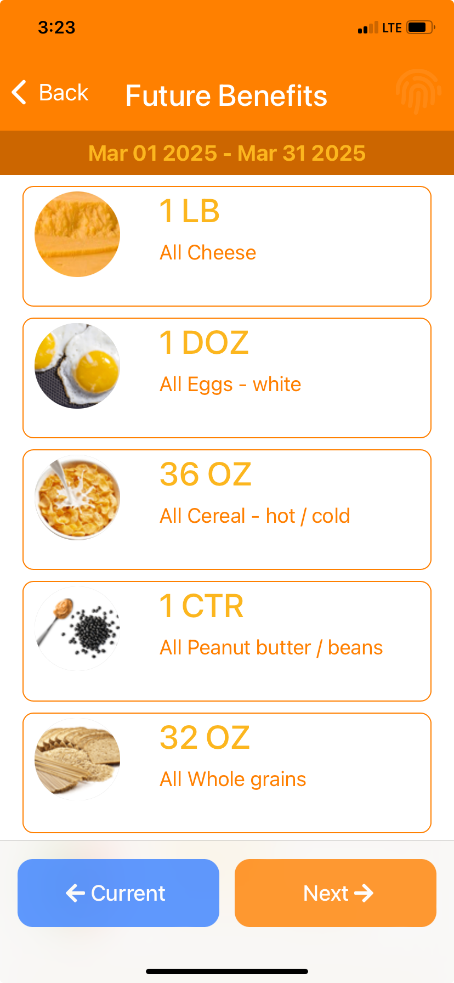 3:23
LTE
Back
Future Benefits
Mar 01 2025 - Mar 31 2025
1 LB
All Cheese
1 DOZ
All Eggs - white
36 OZ
All Cereal - hot / cold
1 CTR
All Peanut butter / beans
32 OZ
All Whole grains
Current
Next